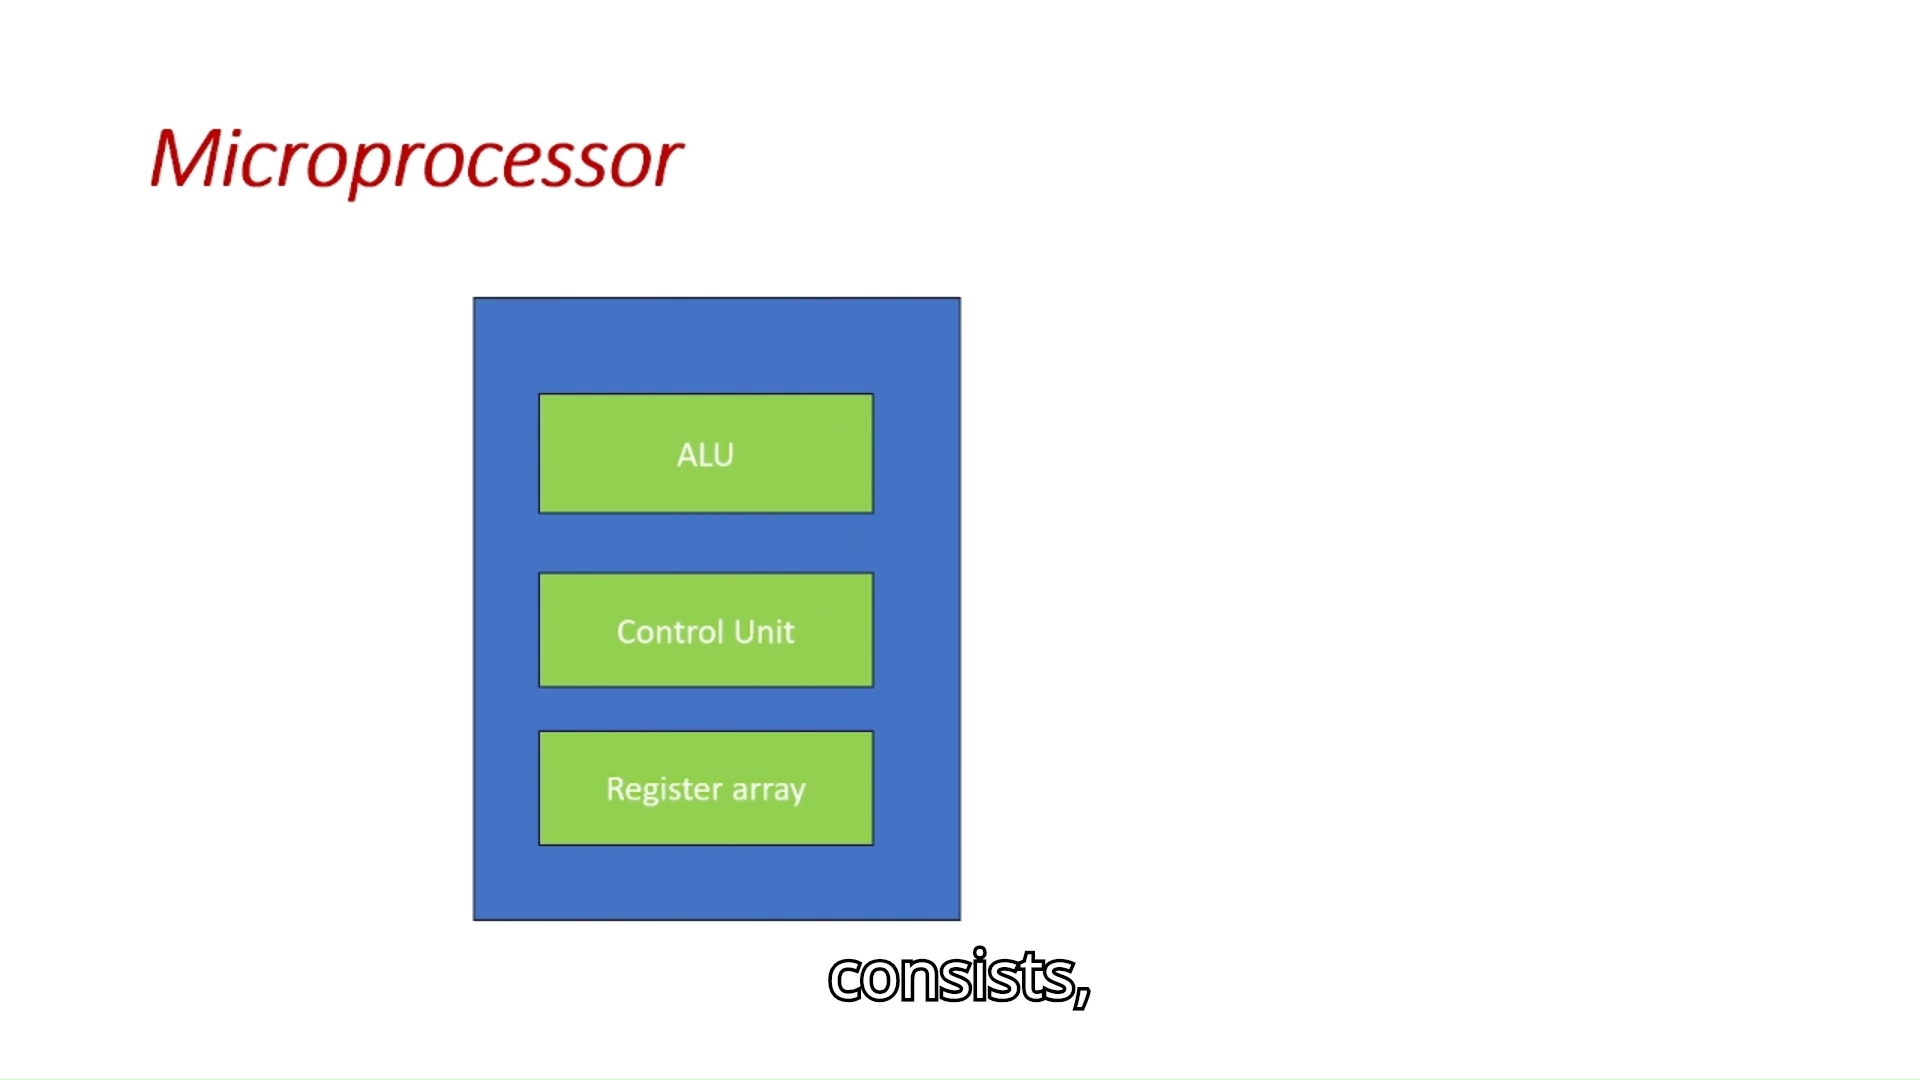 Microprocessor
ALU
Control Unit
Register array
consists,